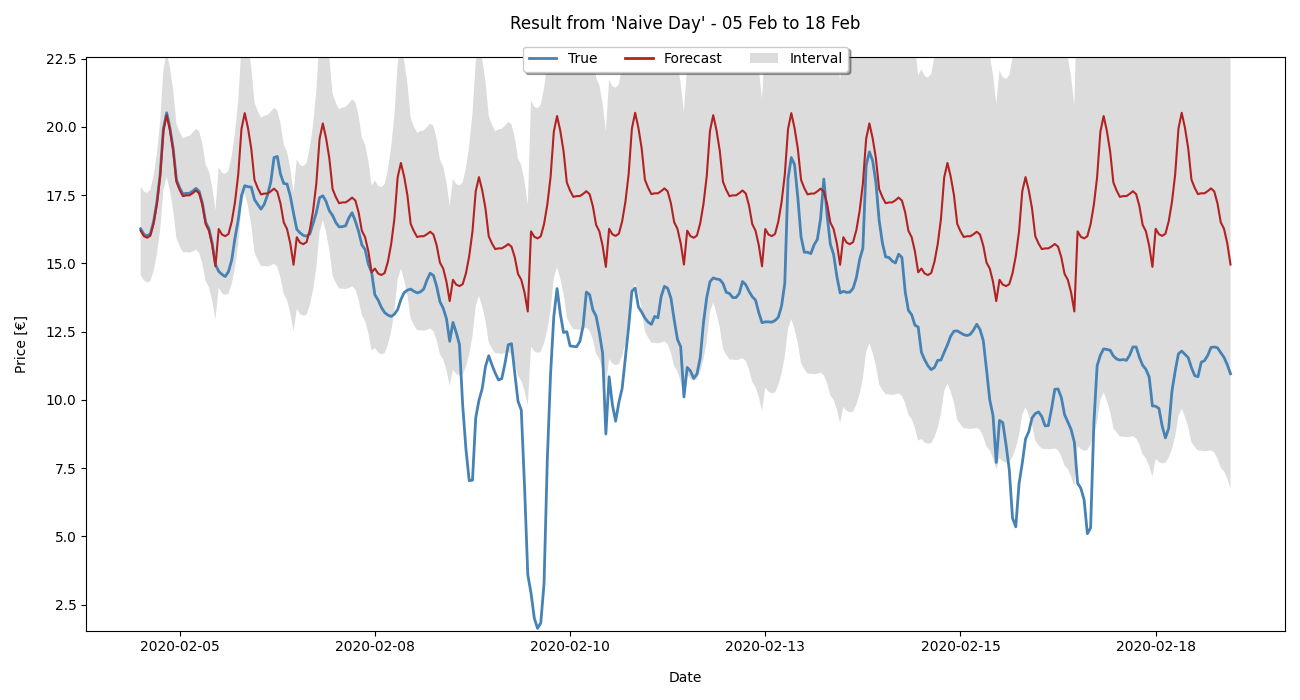 Result from 'Naive Day' - 05 Feb to 18 Feb
True Forecast Interval
22.5
20.0
17.5
15.0
12.5
10.0
7.5
5.0
2.5
Price [€]
2020-02-05 2020-02-08 2020-02-10 2020-02-13 2020-02-15 2020-02-18
Date